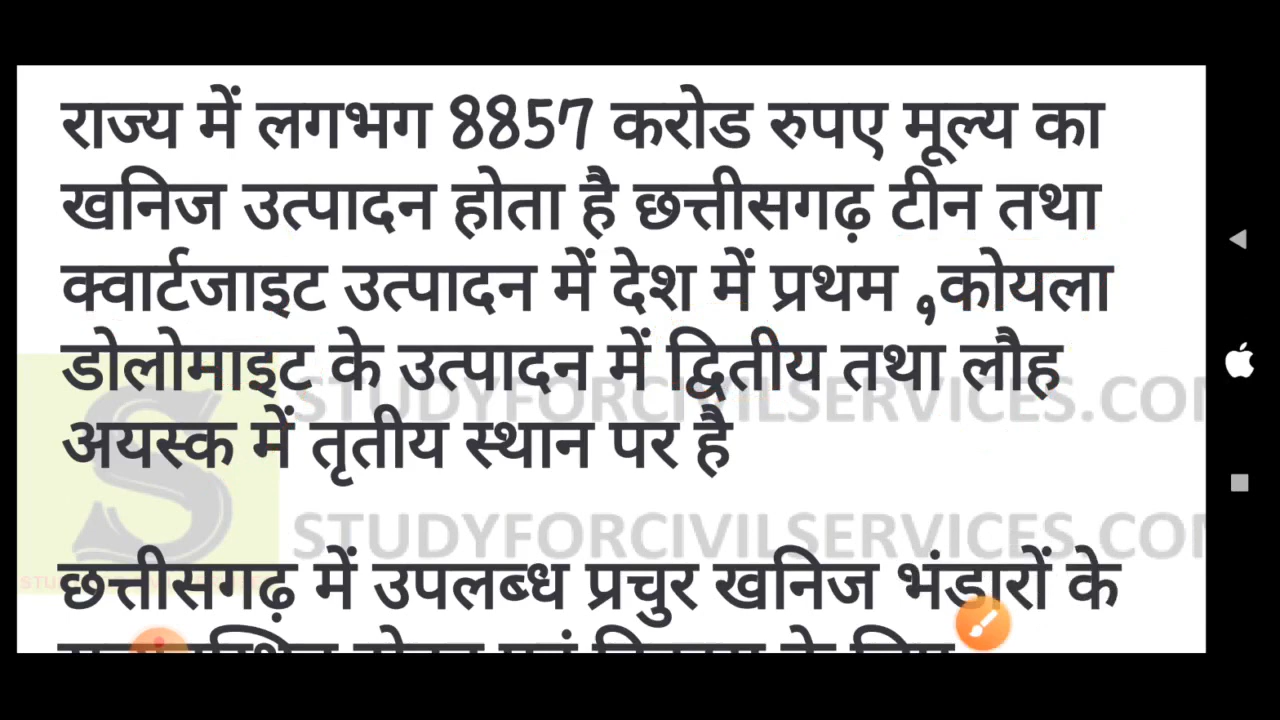 राज्य में लगभग 8857 करोड रुपए मूल्य का
खनिज उत्पादन होता है छत्तीसगढ़ टीन तथा
क्वार्टजाइट उत्पादन में देश में प्रथम ,कोयला
डोलोमाइट के उत्पादन में द्वितीय तथा लौह
STUDYFORCIVILSERVICES.CO
अयस्क में तृतीय स्थान पर है
STUDYFORCIVILSERVICES.CO
छत्तीसगढ़ में उपलब्ध प्रचुर खनिज भंडारों के